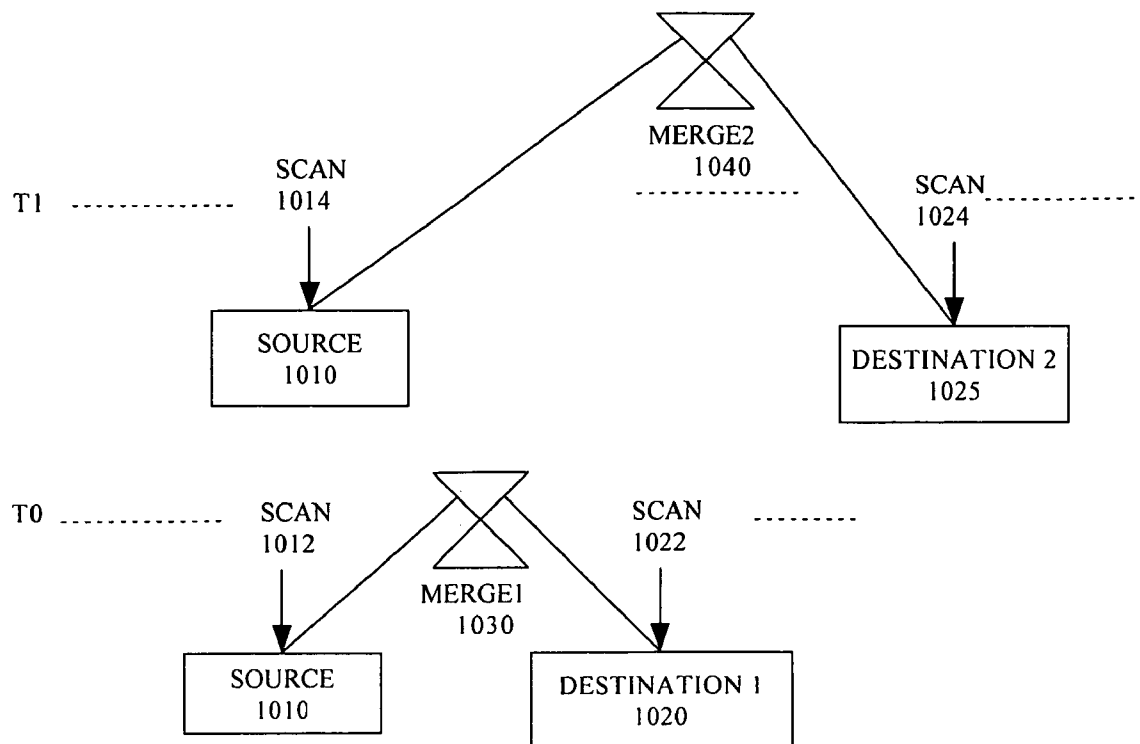 MERGE2
1040
T1
SCAN
1014
SCAN
1024
SOURCE
1010
DESTINATION 2
1025
T0
SCAN
1012
SCAN
1022
MERGE1
1030
SOURCE
1010
DESTINATION 1
1020